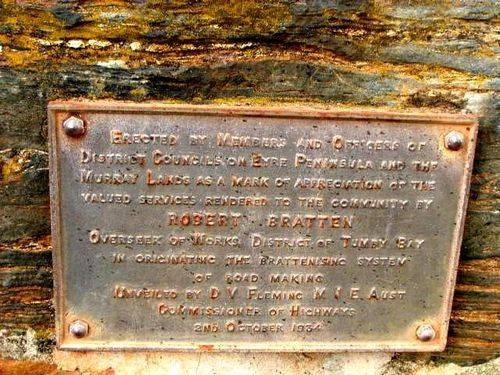 ERECTED BY MEMBERS AND OFFICERS OF
DISTRICT COUNCILS ON EYRE PENINSULA AND THE
MURRAY LANDS AS A MARK OF APPRECIATION OF THE
VALUED SERVICES RENDERED TO THE COMMUNITY BY
ROBERT BRATTEN
OVERSEER OF WORKS, DISTRICT OF TUMBY BAY
IN ORIGINATING THE BRATTENISING SYSTEM
OF ROAD MAKING
UNVEILED BY D V FLEMING M I E AUST
COMMISSIONER OF HIGHWAYS
2ND OCTOBER 1934